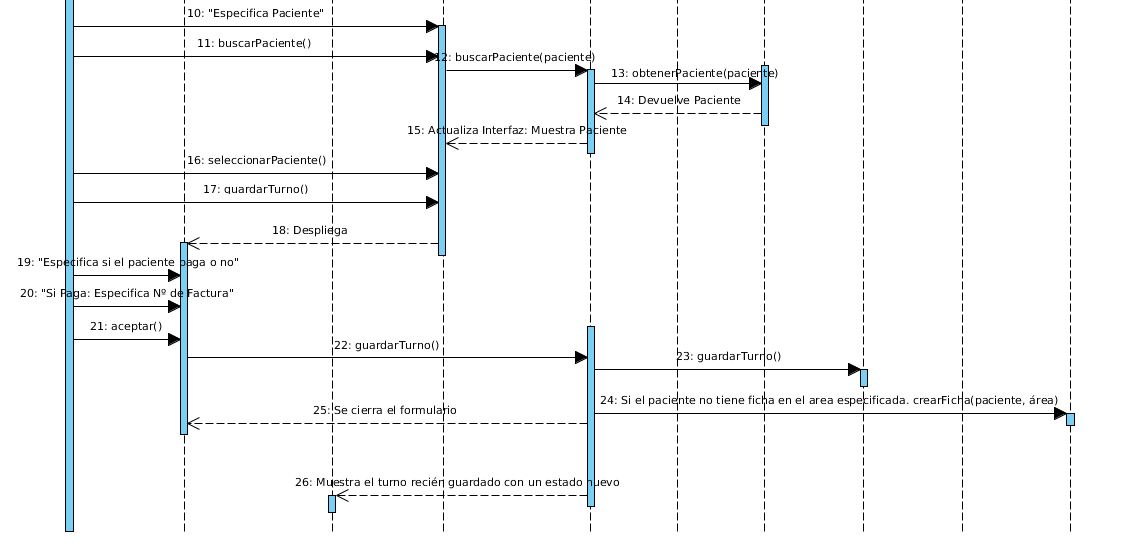 10: "Especifica Paciente"
11: buscarPaciente()
12: buscarPaciente(paciente)
13: obtenerPaciente(paciente)
14: Devuelve Paciente
15: Actualiza Interfaz: Muestra Paciente
16: seleccionarPaciente()
17: guardarTurno()
18: Despliega
19: "Especifica si el paciente paga o no"
20: "Si Paga: Especifica Nº de Factura"
21: aceptar()
22: guardarTurno()
23: guardarTurno()
24: Si el paciente no tiene ficha en el area especificada. crearFicha(paciente, área)
25: Se cierra el formulario
26: Muestra el turno recién guardado con un estado nuevo